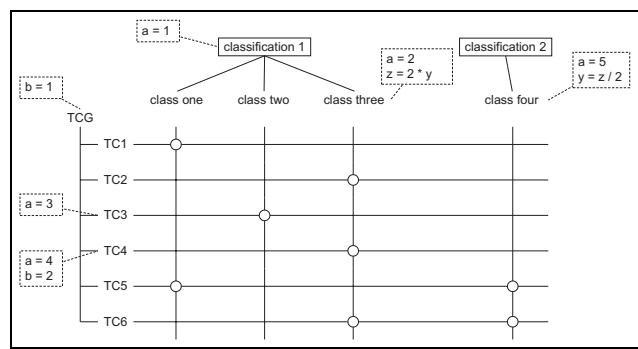 a = 1
classification 1
classification 2
a = 2
z = 2 * y
a = 5
y = z / 2
b = 1
class one
class two
class three
class four
TCG
TC1
TC2
a = 3
TC3
TC4
a = 4
b = 2
TC5
TC6